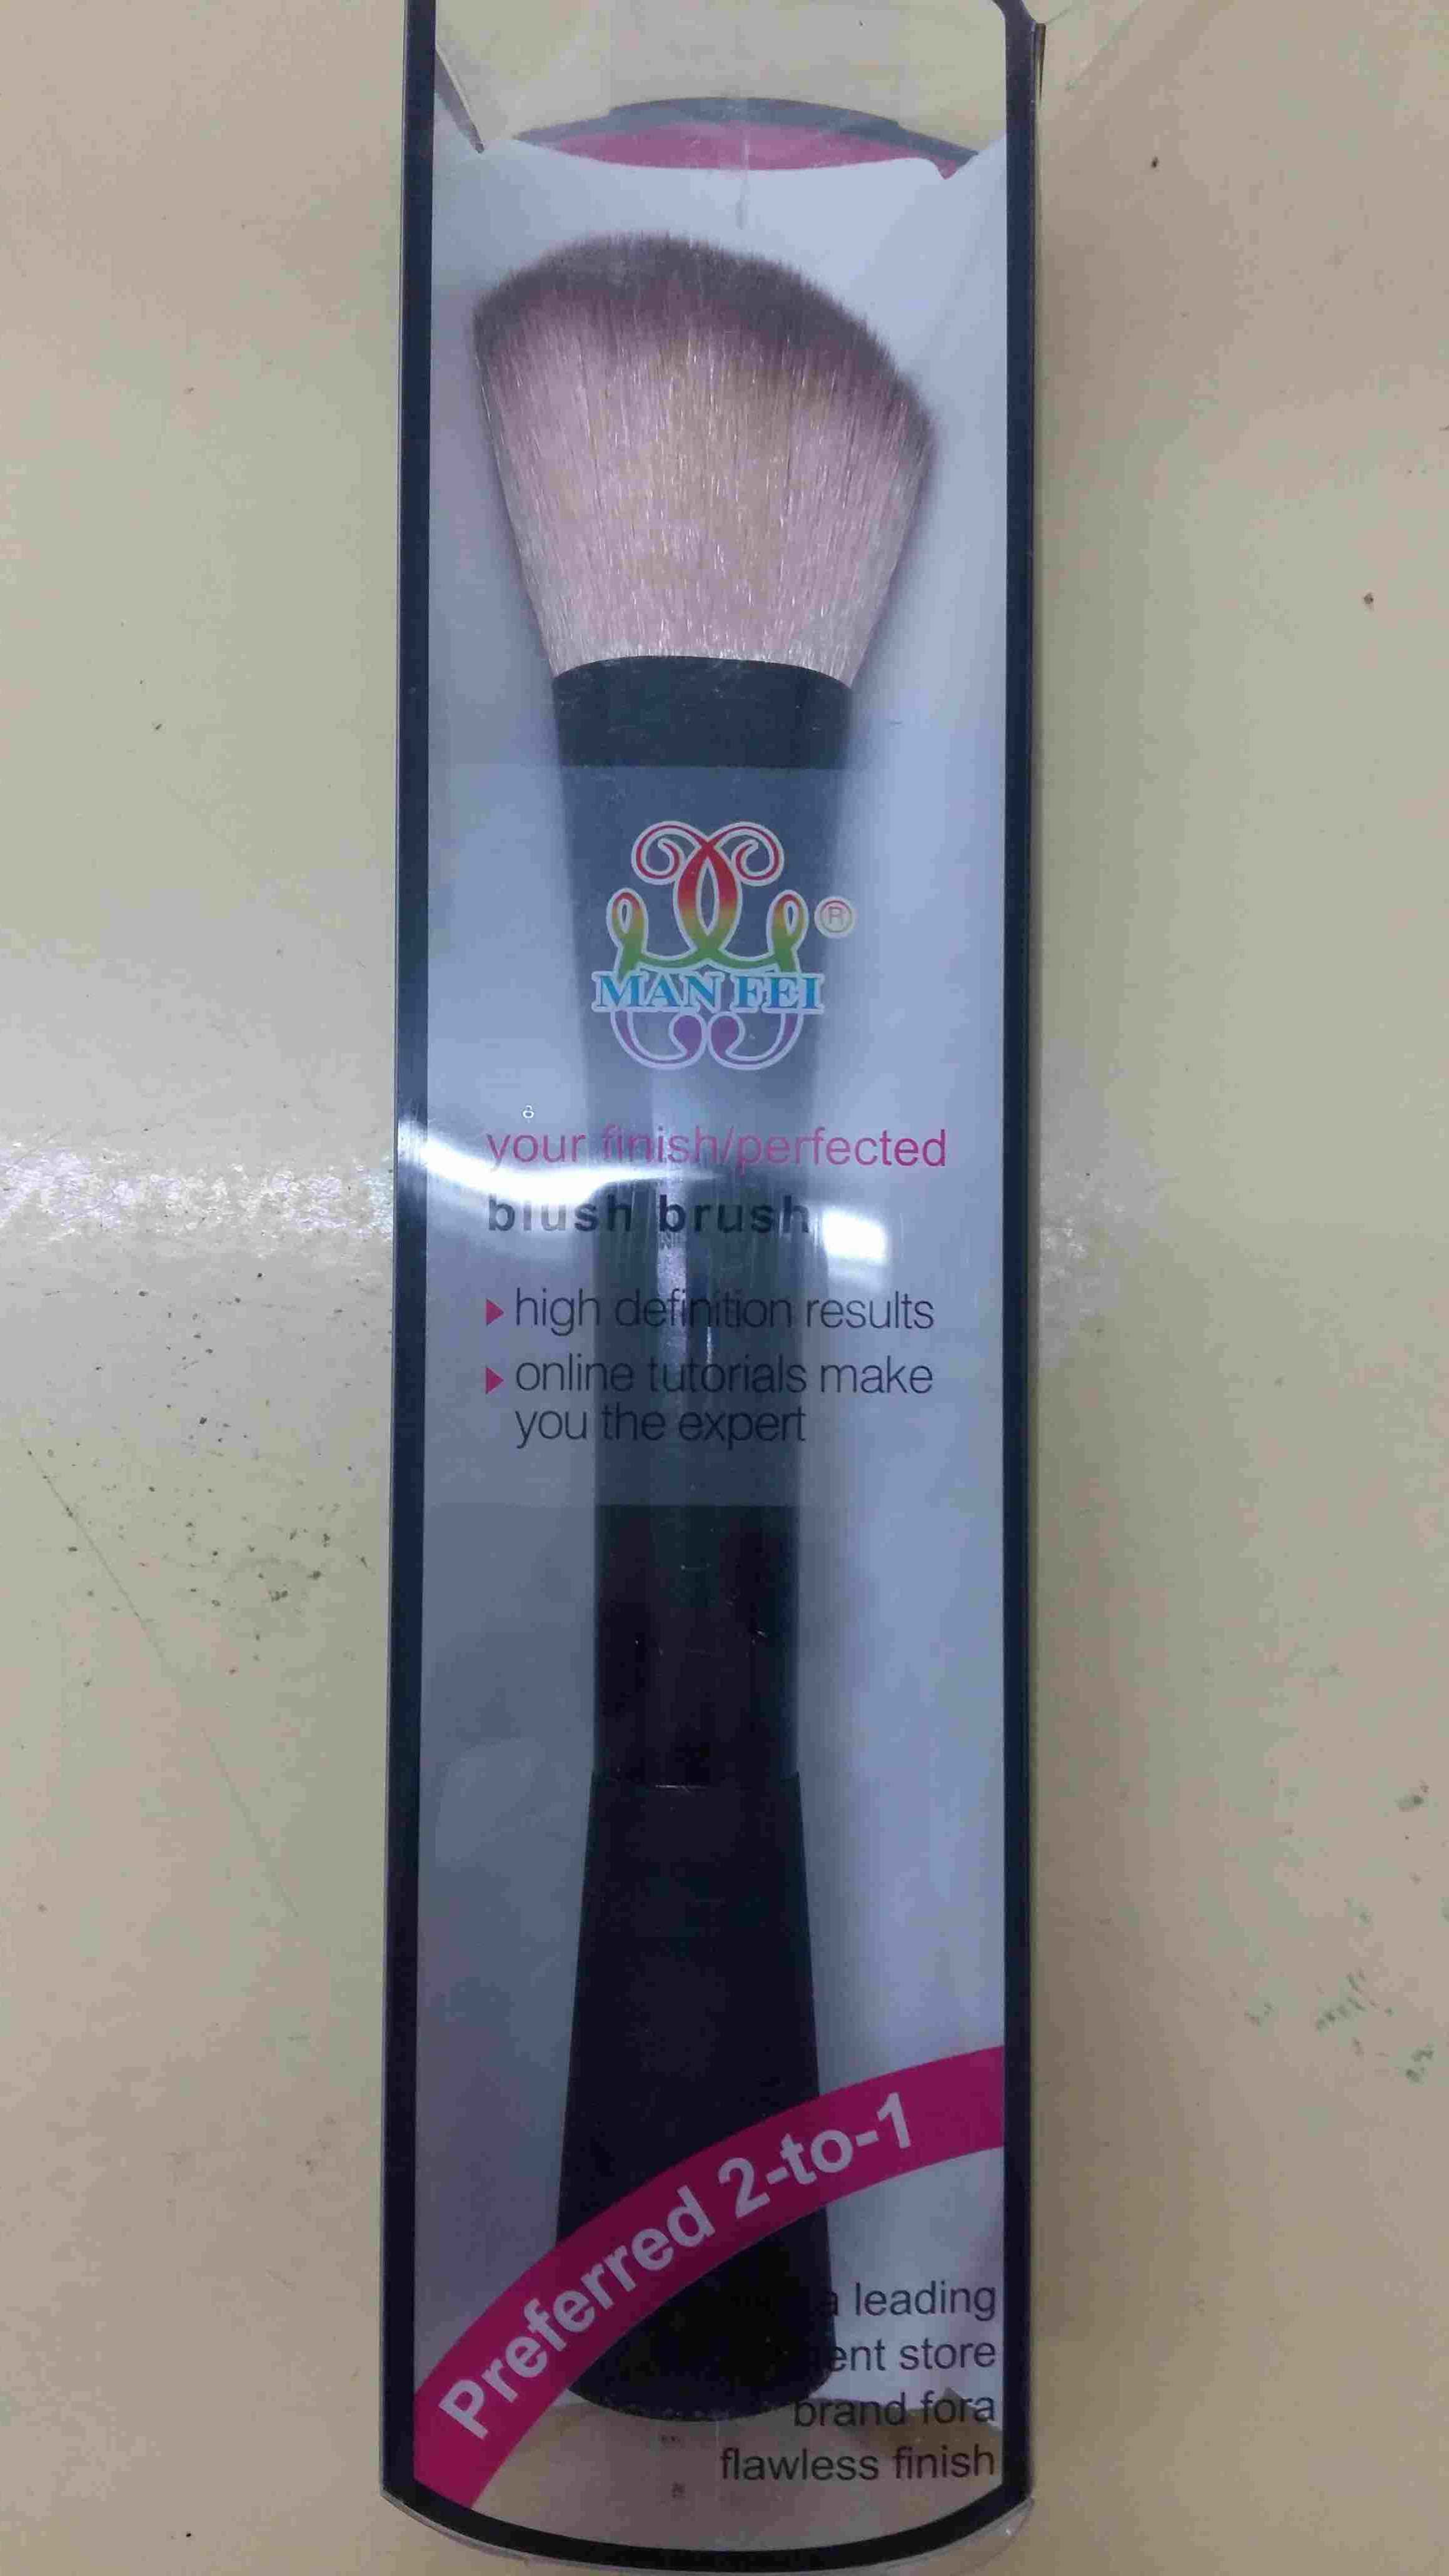 ®
MAN FEI
your finish/perfected
blush brush
▸ high definition results
▸ online tutorials make
you the expert
Preferred 2-to-1
a leading
ent store
brand fora
flawless finish